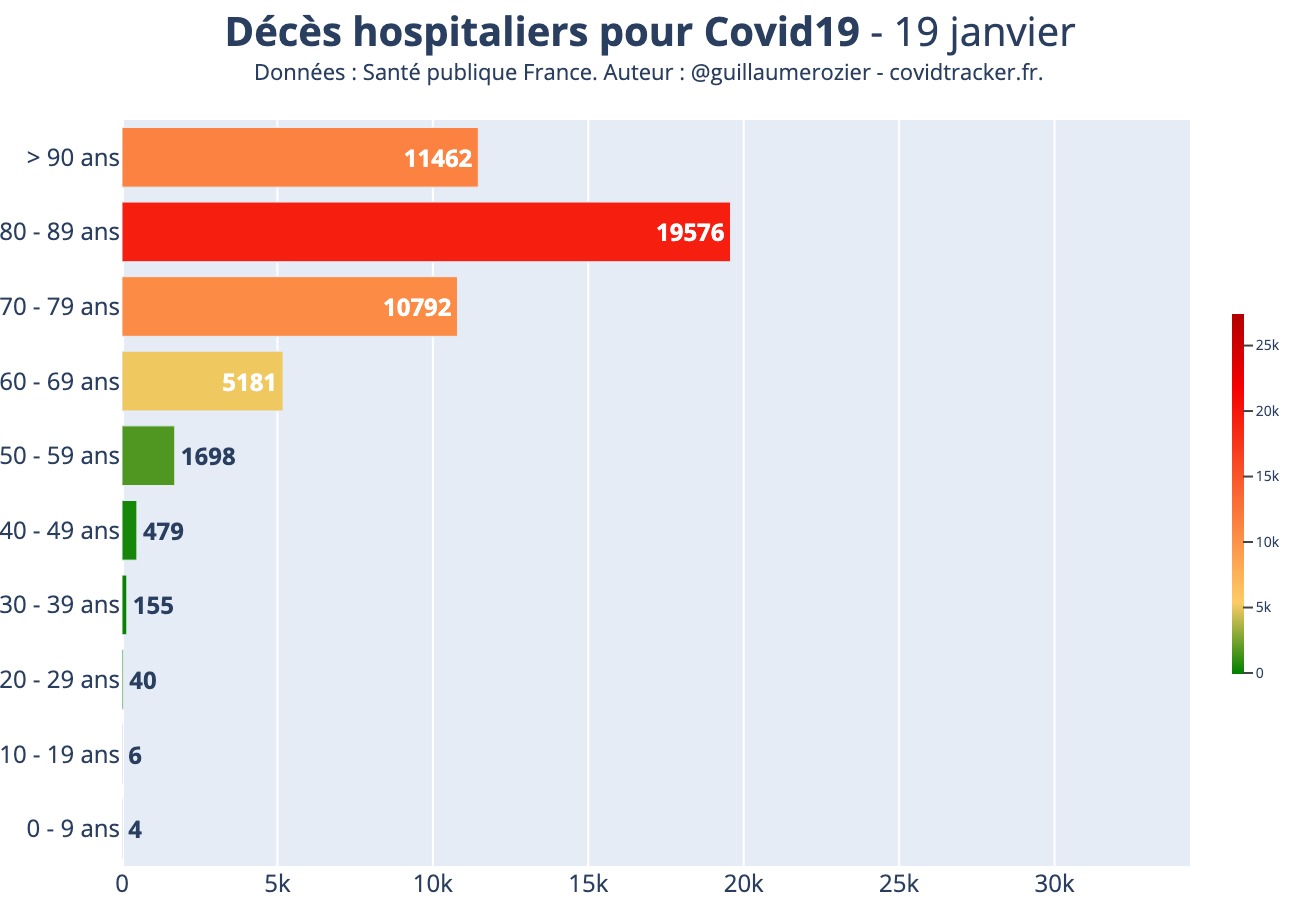 Décès hospitaliers pour Covid19 - 19 janvier
Données : Santé publique France. Auteur : @guillaumerozier - covidtracker.fr.
> 90 ans 11462
80 - 89 ans 19576
70 - 79 ans 10792
60 - 69 ans 5181
50 - 59 ans 1698
40 - 49 ans 479
30 - 39 ans 155
20 - 29 ans 40
10 - 19 ans 6
0 - 9 ans 4
0 5k 10k 15k 20k 25k 30k
25k
20k
15k
10k
5k
0